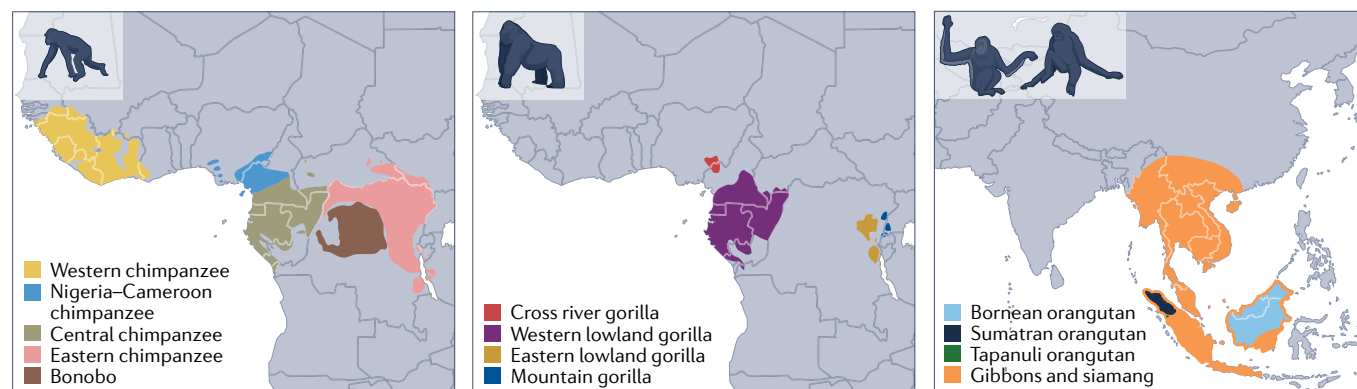 Western chimpanzee
Nigeria–Cameroon
chimpanzee
Central chimpanzee
Eastern chimpanzee
Bonobo
Cross river gorilla
Western lowland gorilla
Eastern lowland gorilla
Mountain gorilla
Bornean orangutan
Sumatran orangutan
Tapanuli orangutan
Gibbons and siamang